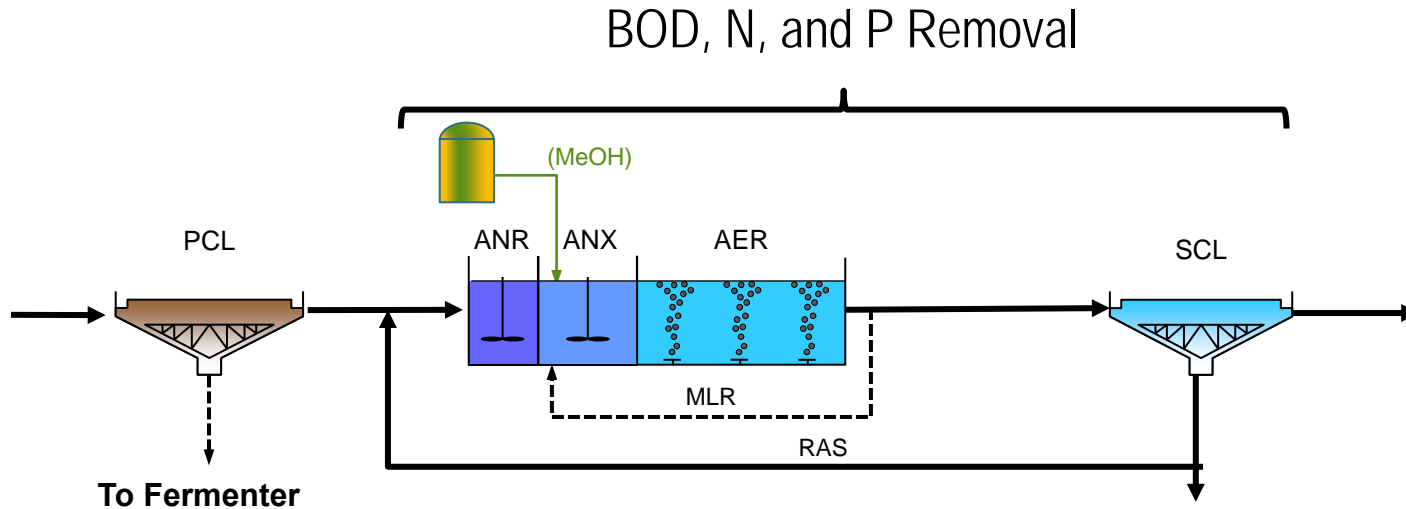 BOD, N, and P Removal
(MeOH)
PCL
ANR
ANX
AER
SCL
MLR
RAS
To Fermenter